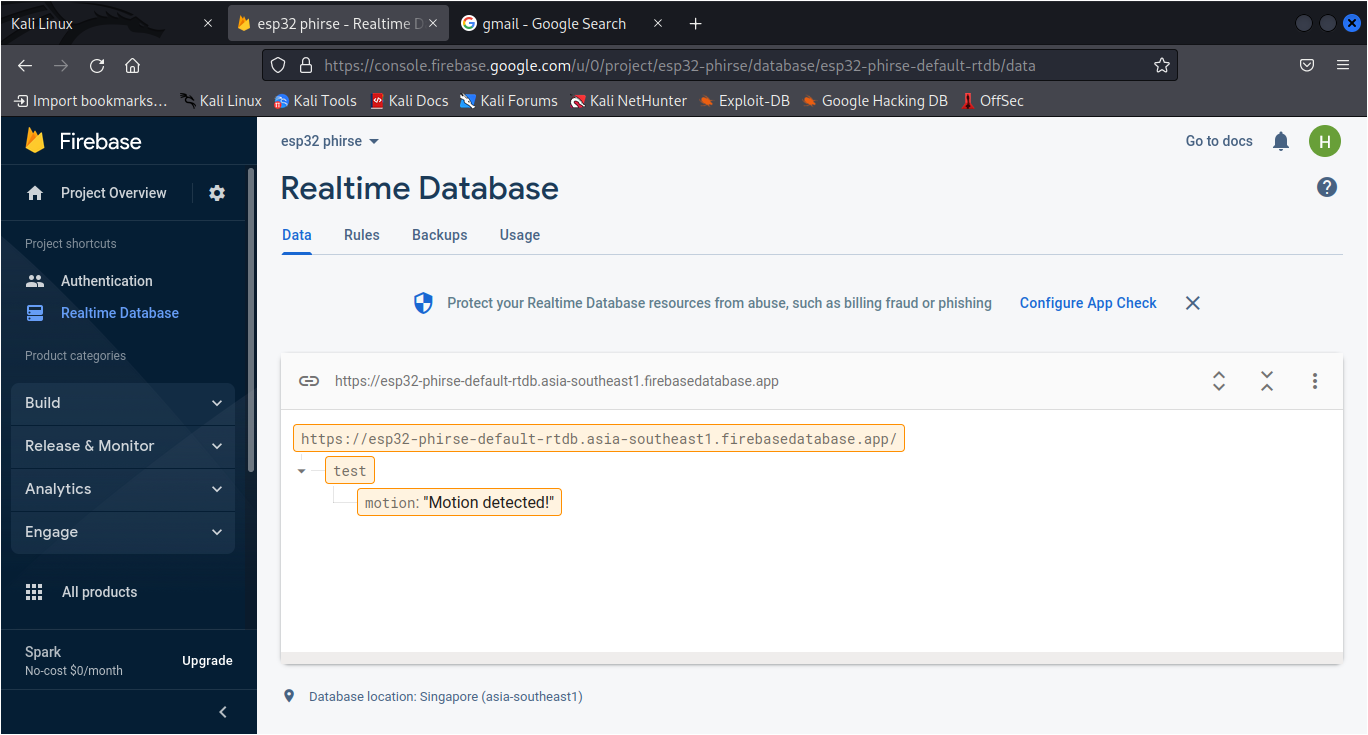 Kali Linux
esp32 phirse - Realtime D
gmail - Google Search
https://console.firebase.google.com/u/0/project/esp32-phirse/database/esp32-phirse-default-rtdb/data
Import bookmarks… Kali Linux Kali Tools Kali Docs Kali Forums Kali NetHunter Exploit-DB Google Hacking DB OffSec
Firebase
Project Overview
Project shortcuts
Authentication
Realtime Database
Product categories
Build
Release & Monitor
Analytics
Engage
All products
Spark
No-cost $0/month
Upgrade
esp32 phirse
Go to docs
H
Realtime Database
?
Data Rules Backups Usage
Protect your Realtime Database resources from abuse, such as billing fraud or phishing Configure App Check
https://esp32-phirse-default-rtdb.asia-southeast1.firebasedatabase.app
https://esp32-phirse-default-rtdb.asia-southeast1.firebasedatabase.app/
test
motion: "Motion detected!"
Database location: Singapore (asia-southeast1)